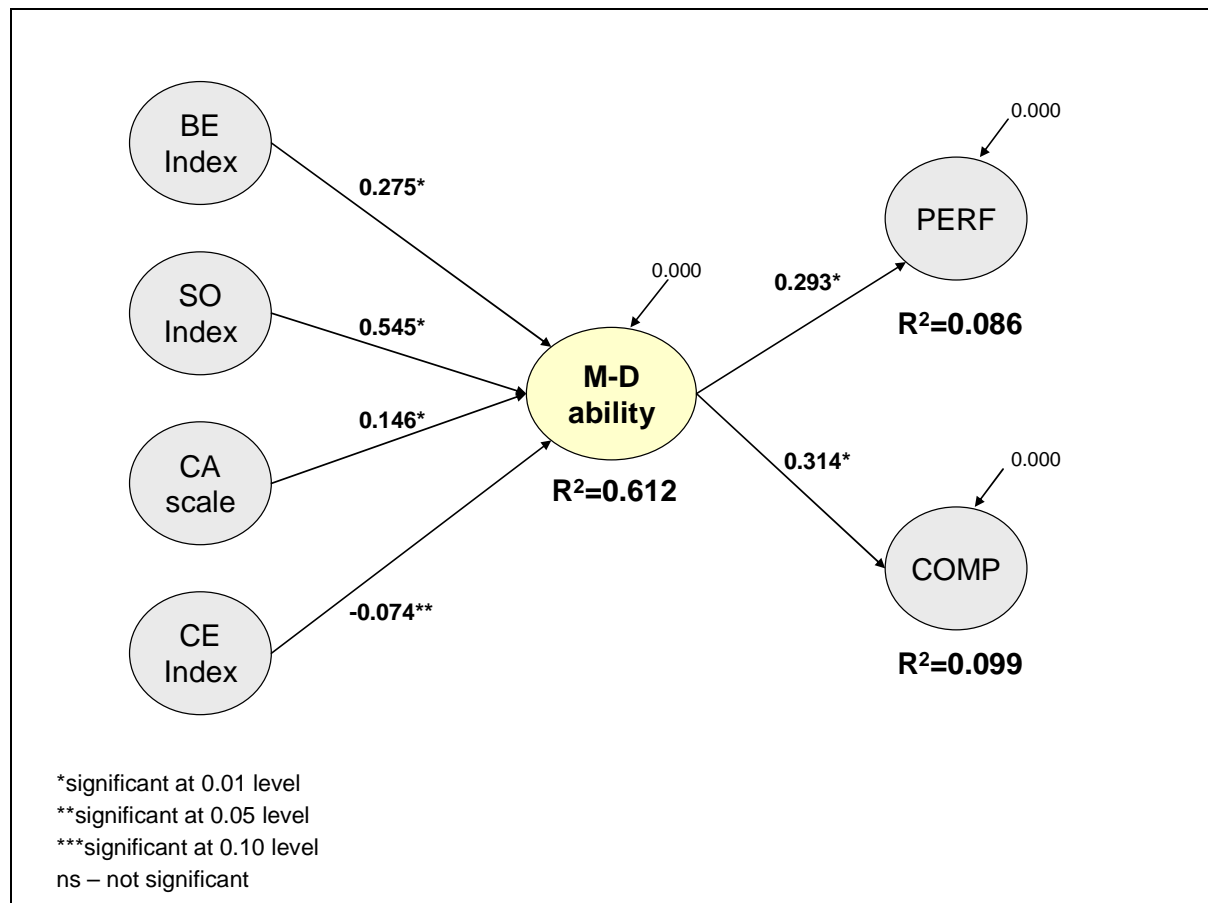 BE
Index
0.275*
SO
Index
0.545*
CA
scale
0.146*
CE
Index
-0.074**
0.000
M-D
ability
R²=0.612
0.293*
0.314*
0.000
PERF
R²=0.086
0.000
COMP
R²=0.099
*significant at 0.01 level
**significant at 0.05 level
***significant at 0.10 level
ns – not significant